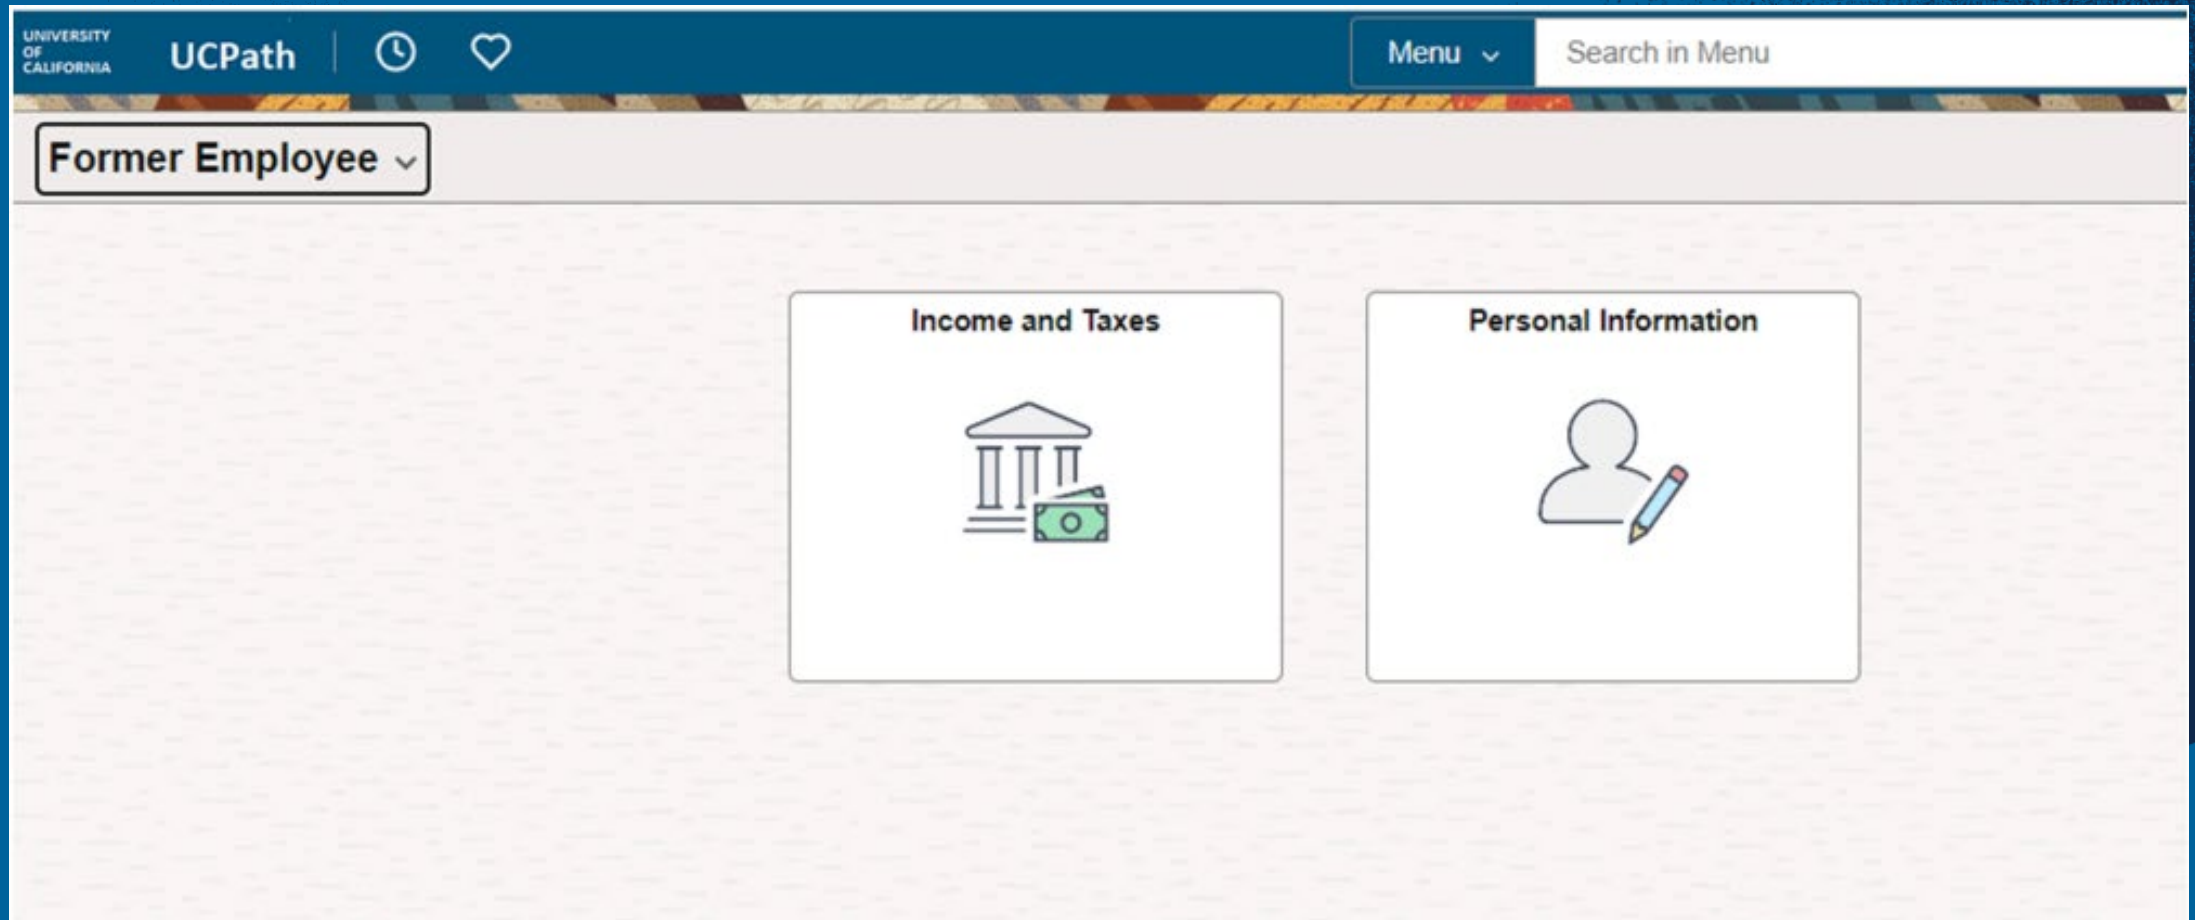 UNIVERSITY
OF
CALIFORNIA
UCPath
Menu
Search in Menu
Former Employee
Income and Taxes
Personal Information